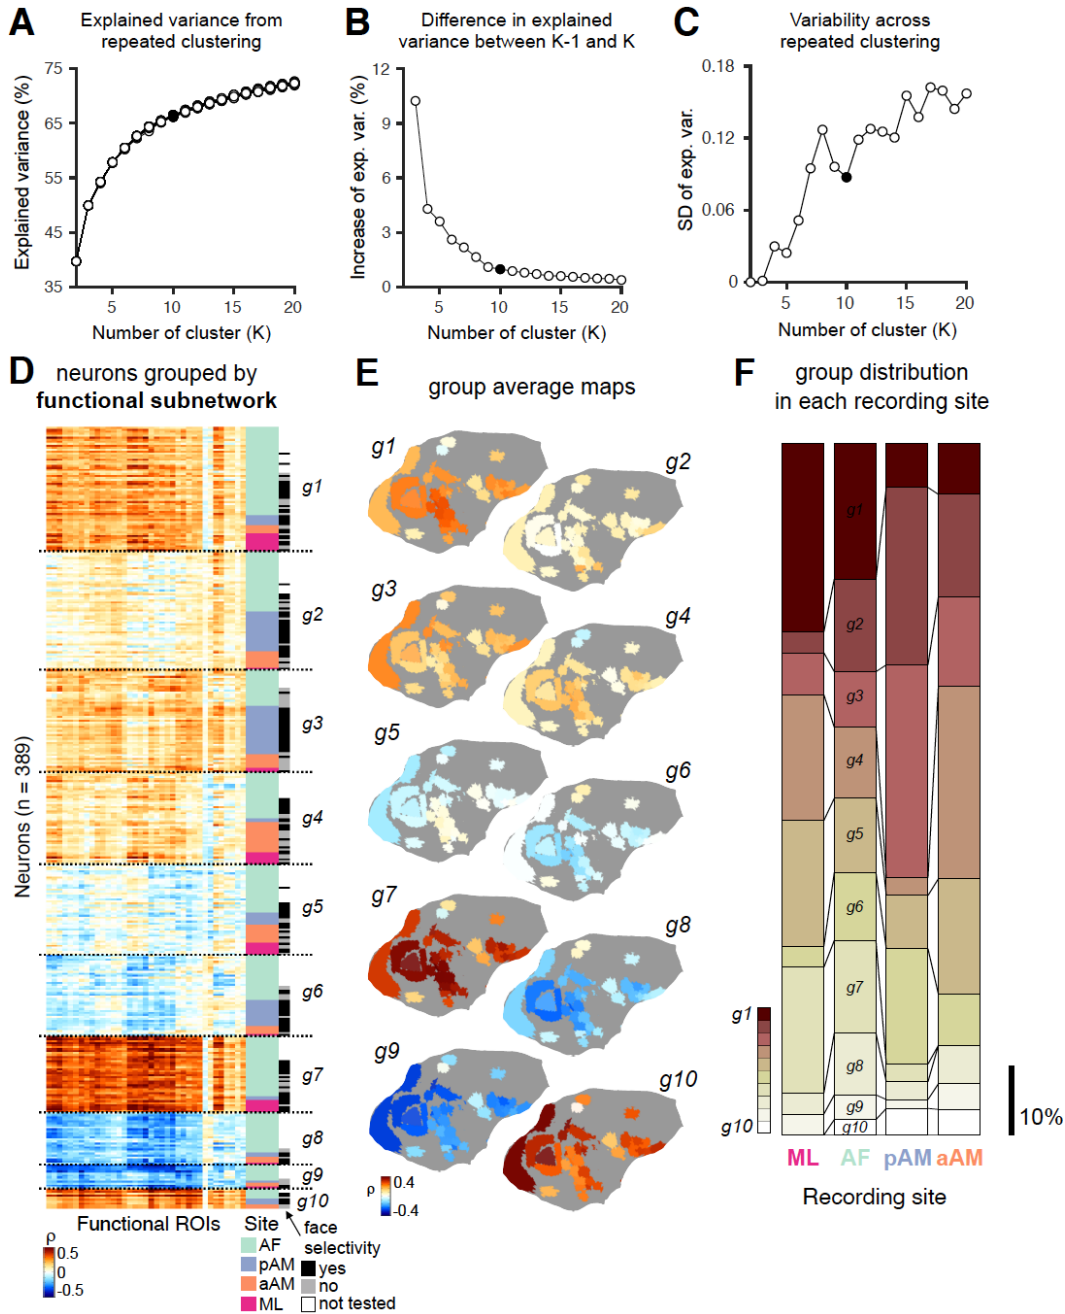 A
Explained variance from
repeated clustering
75
65
55
45
35
Explained variance (%)
5
10
15
20
Number of cluster (K)
B
Difference in explained
variance between K-1 and K
12
9
6
3
0
Increase of exp. var. (%)
5
10
15
20
Number of cluster (K)
C
Variability across
repeated clustering
0.18
0.12
0.06
0
SD of exp. var.
5
10
15
20
Number of cluster (K)
D
neurons grouped by
functional subnetwork
Neurons (n = 389)
g1
g2
g3
g4
g5
g6
g7
g8
g9
g10
Functional ROIs
ρ
0.5
0
-0.5
Site
AF
pAM
aAM
ML
face
selectivity
yes
no
not tested
E
group average maps
g1
g2
g3
g4
g5
g6
g7
g8
g9
g10
ρ
0.4
-0.4
F
group distribution
in each recording site
g1
g2
g3
g4
g5
g6
g7
g8
g9
g10
g1
g10
10%
ML
AF
pAM
aAM
Recording site